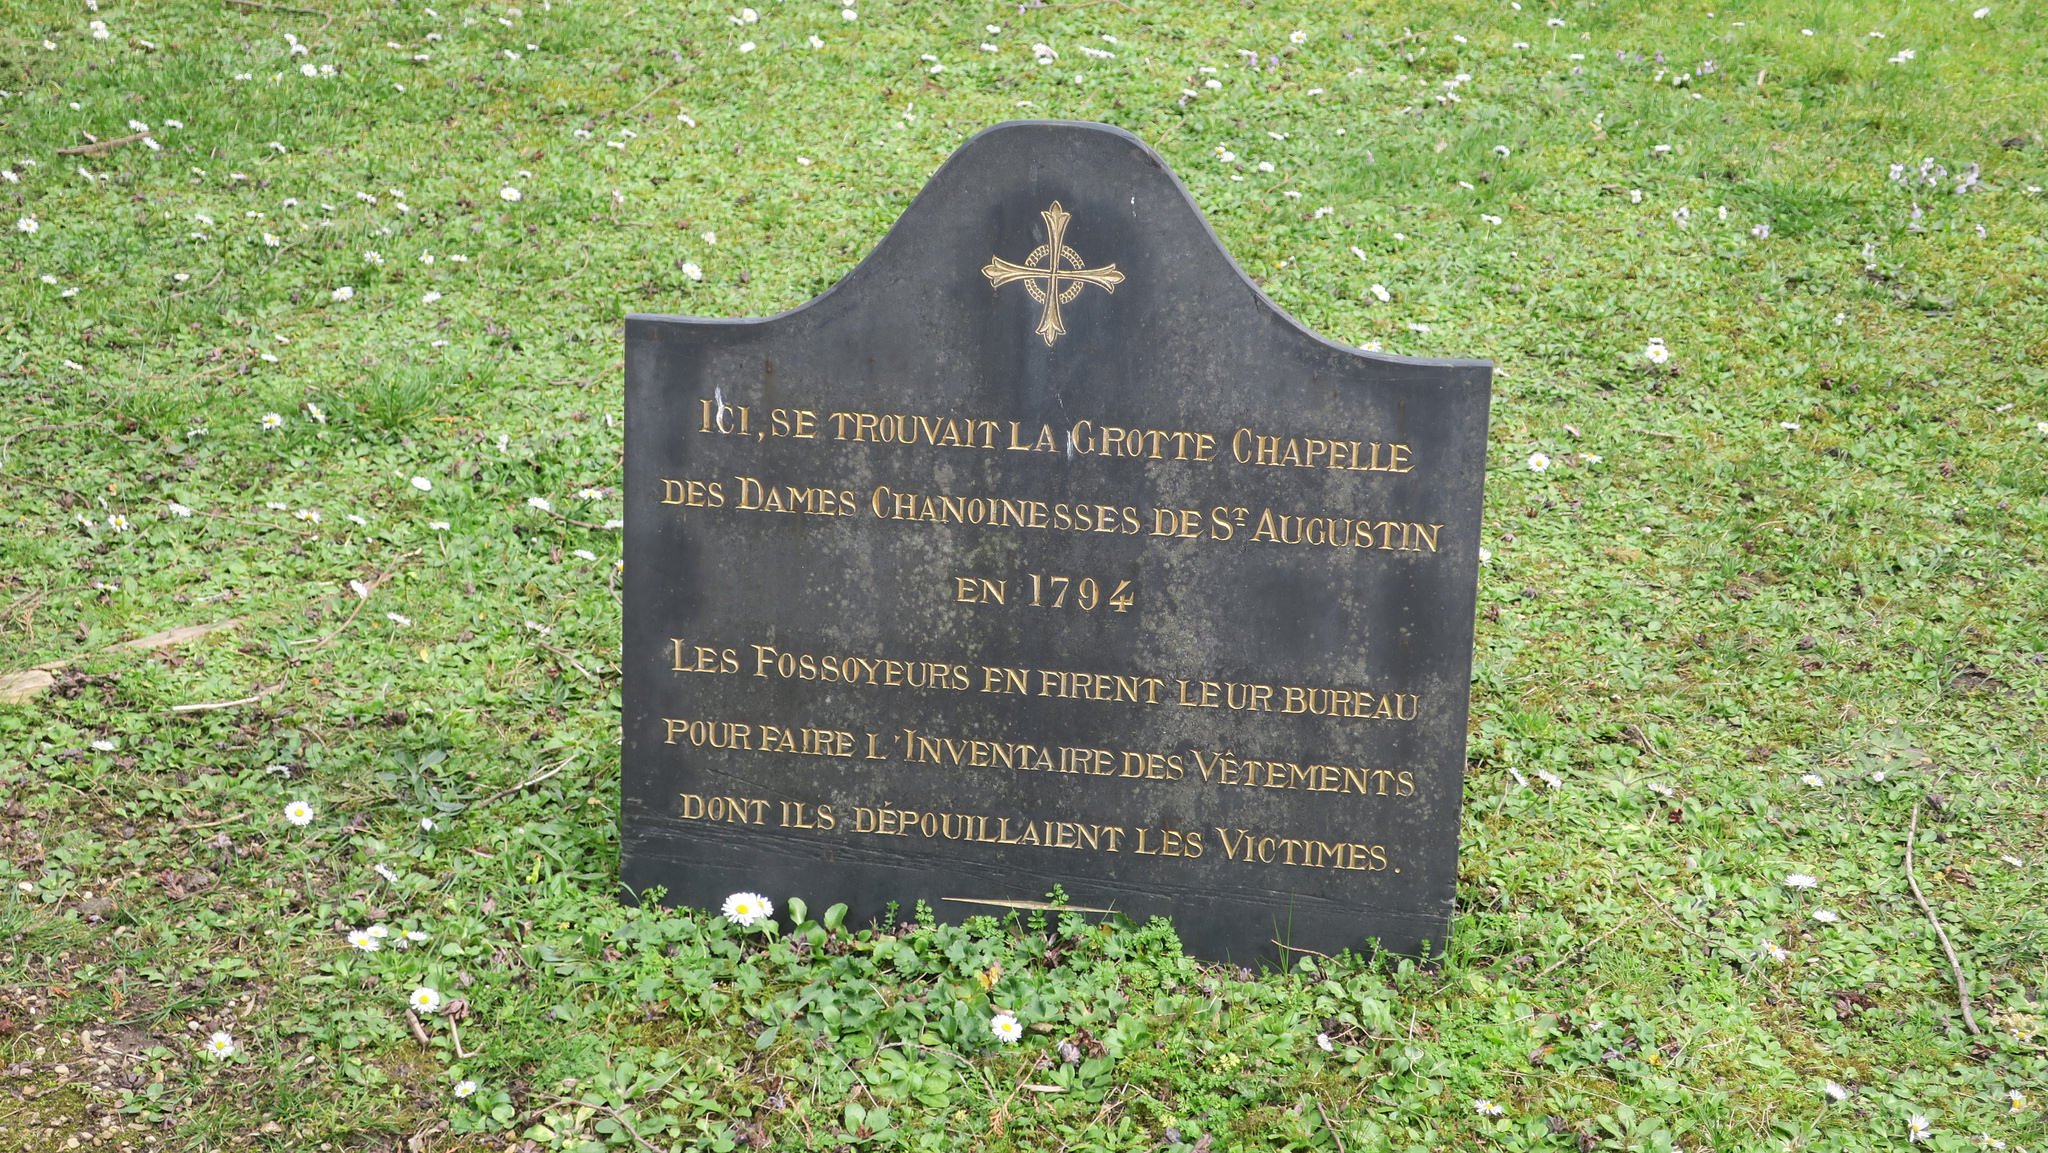 ICI, SE TROUVAIT LA GROTTE CHAPELLE
DES DAMES CHANOINESSES DE ST AUGUSTIN
EN 1794
LES FOSSOYEURS EN FIRENT LEUR BUREAU
POUR FAIRE L'INVENTAIRE DES VÊTEMENTS
DONT ILS DÉPOUILLAIENT LES VICTIMES.